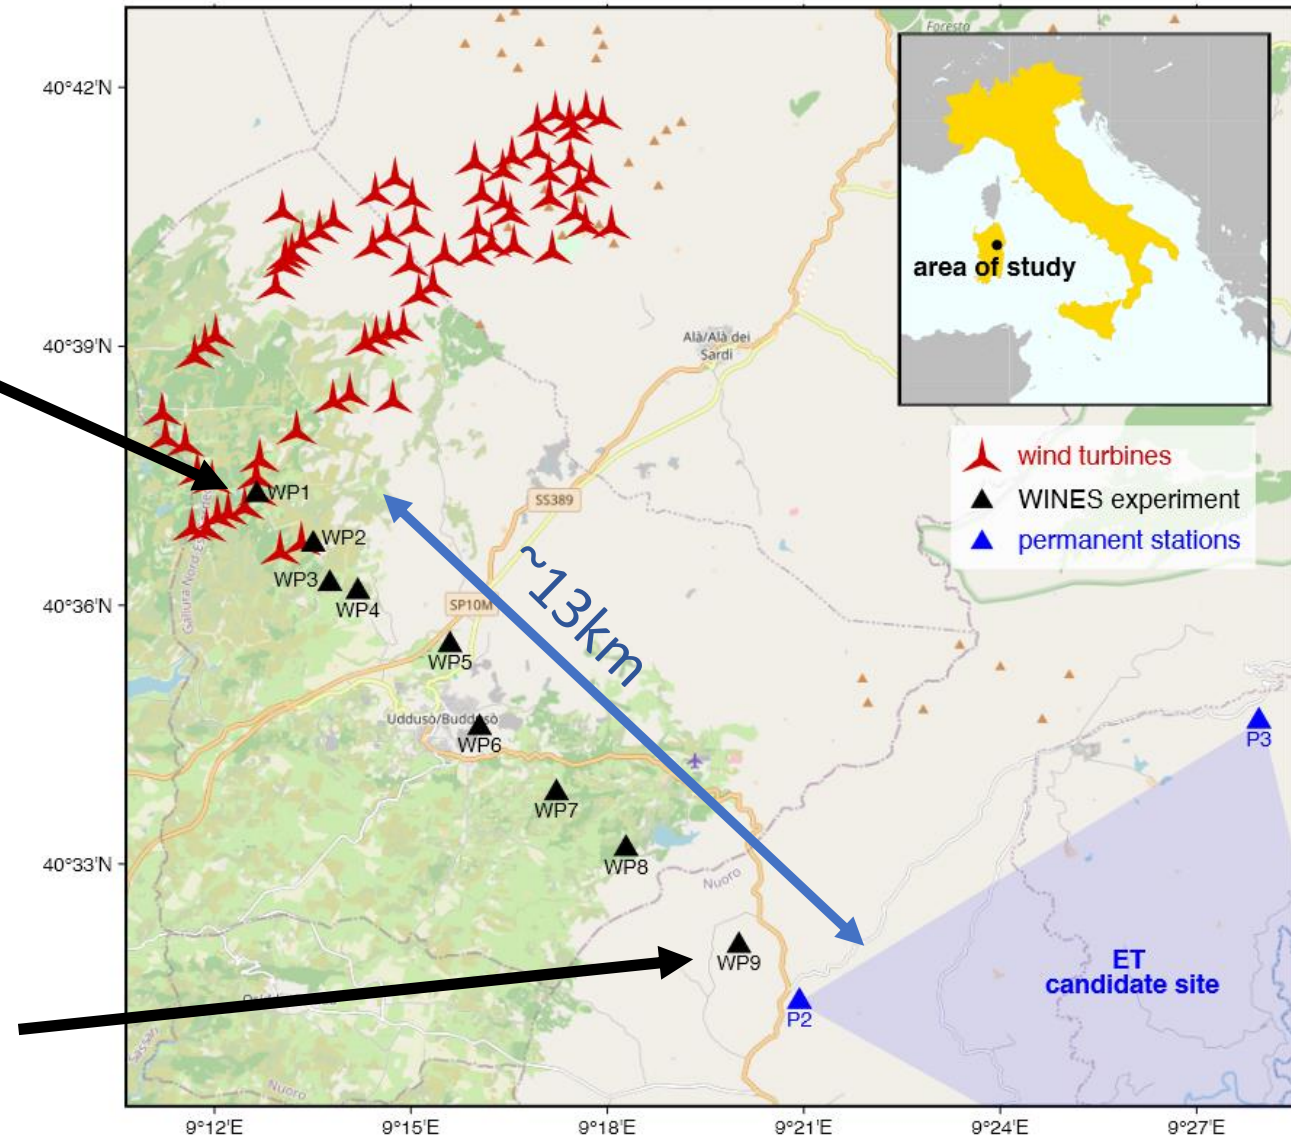 Foresta
40°42'N
area of study
Alà/Alà dei
Sardi
40°39'N
wind turbines
WINES experiment
permanent stations
WP1
SS389
WP2
WP3
WP4
40°36'N
SP10M
~13km
WP5
Uddusò/Buddusò
WP6
P3
WP7
40°33'N
WP8
Nuoro
WP9
ET
candidate site
P2
Sassari
Nuoro
9°12'E
9°15'E
9°18'E
9°21'E
9°24'E
9°27'E